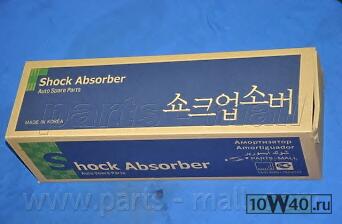 Shock Absorber
Auto Spare Parts
MADE IN KOREA
쇼크업소버
Shock Absorber
Auto Spare Parts
Амортизатор
Amortiguador
PARTS-MALL
www.parts-mall
10W40.ru